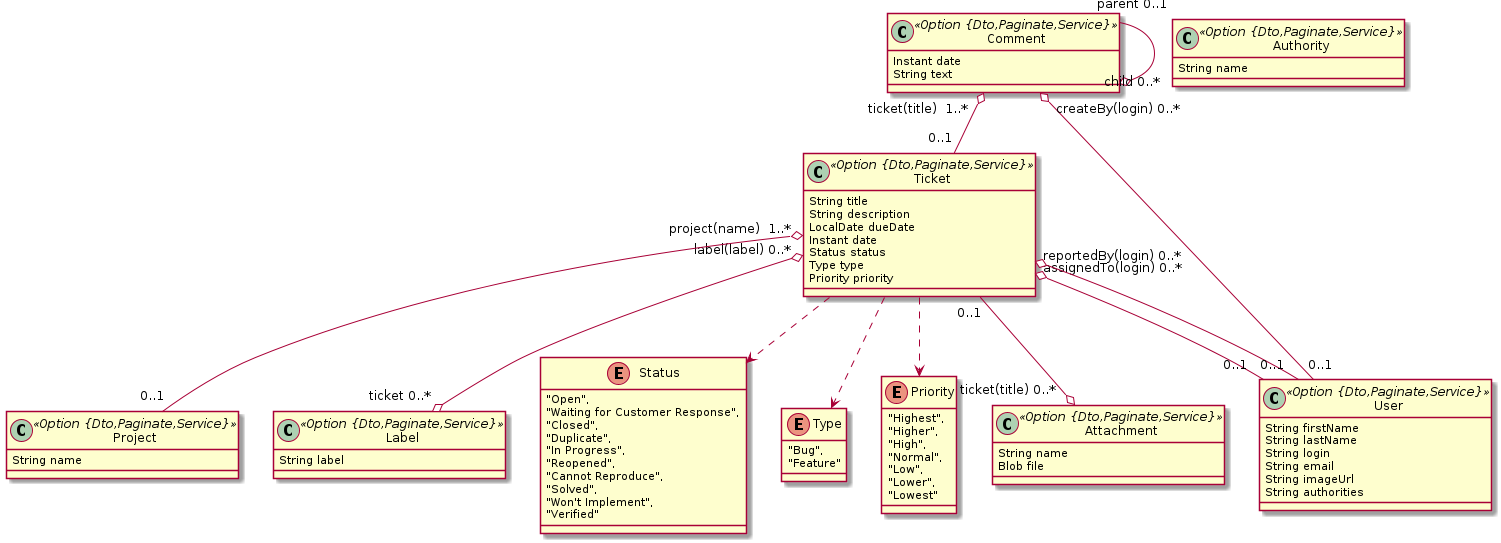 parent 0..1
C «Option {Dto,Paginate,Service}»
Comment
Instant date
String text
child 0..*
C «Option {Dto,Paginate,Service}»
Authority
String name
ticket(title)  1..*
createBy(login) 0..*
0..1
C «Option {Dto,Paginate,Service}»
Ticket
String title
String description
LocalDate dueDate
Instant date
Status status
Type type
Priority priority
project(name)  1..*
label(label) 0..*
reportedBy(login) 0..*
assignedTo(login) 0..*
0..1
0..1
0..1
0..1
0..1
ticket 0..*
ticket(title) 0..*
C «Option {Dto,Paginate,Service}»
Project
String name
C «Option {Dto,Paginate,Service}»
Label
String label
E Status
"Open",
"Waiting for Customer Response",
"Closed",
"Duplicate",
"In Progress",
"Reopened",
"Cannot Reproduce",
"Solved",
"Won't Implement",
"Verified"
E Type
"Bug",
"Feature"
E Priority
"Highest",
"Higher",
"High",
"Normal",
"Low",
"Lower",
"Lowest"
C «Option {Dto,Paginate,Service}»
Attachment
String name
Blob file
C «Option {Dto,Paginate,Service}»
User
String firstName
String lastName
String login
String email
String imageUrl
String authorities